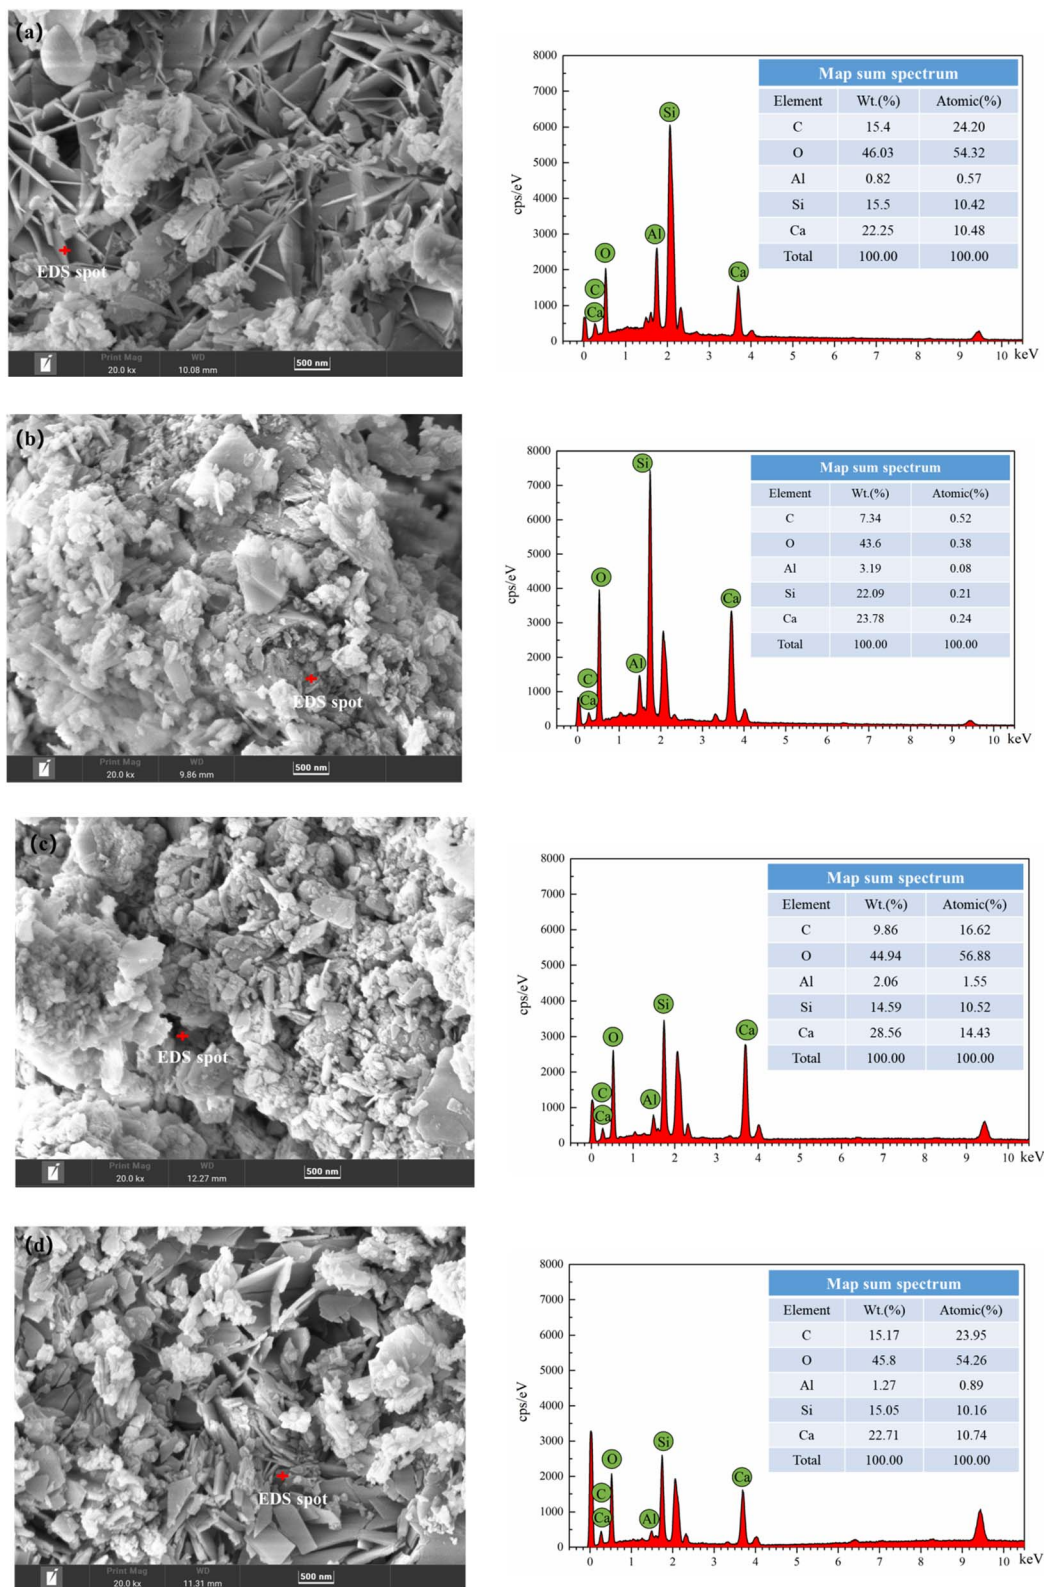 (a)
EDS spot
Print Mag
20.0 kx
WD
10.08 mm
500 nm
8000
7000
6000
5000
4000
3000
2000
1000
0
cps/eV
Si
Al
O
C
Ca
Ca
0 1 2 3 4 5 6 7 8 9 10 keV
Map sum spectrum
Element Wt.(%) Atomic(%)
C 15.4 24.20
O 46.03 54.32
Al 0.82 0.57
Si 15.5 10.42
Ca 22.25 10.48
Total 100.00 100.00
(b)
EDS spot
Print Mag
20.0 kx
WD
9.86 mm
500 nm
8000
7000
6000
5000
4000
3000
2000
1000
0
cps/eV
Si
O
Ca
Al
C
Ca
0 1 2 3 4 5 6 7 8 9 10 keV
Map sum spectrum
Element Wt.(%) Atomic(%)
C 7.34 0.52
O 43.6 0.38
Al 3.19 0.08
Si 22.09 0.21
Ca 23.78 0.24
Total 100.00 100.00
(c)
EDS spot
Print Mag
20.0 kx
WD
12.27 mm
500 nm
8000
7000
6000
5000
4000
3000
2000
1000
0
cps/eV
Si
O
Ca
C
Al
Ca
0 1 2 3 4 5 6 7 8 9 10 keV
Map sum spectrum
Element Wt.(%) Atomic(%)
C 9.86 16.62
O 44.94 56.88
Al 2.06 1.55
Si 14.59 10.52
Ca 28.56 14.43
Total 100.00 100.00
(d)
EDS spot
20.0 kx
11.31 mm
500 nm
8000
7000
6000
5000
4000
3000
2000
1000
0
cps/eV
Si
O
Ca
C
Ca
Al
0 1 2 3 4 5 6 7 8 9 10 keV
Map sum spectrum
Element Wt.(%) Atomic(%)
C 15.17 23.95
O 45.8 54.26
Al 1.27 0.89
Si 15.05 10.16
Ca 22.71 10.74
Total 100.00 100.00